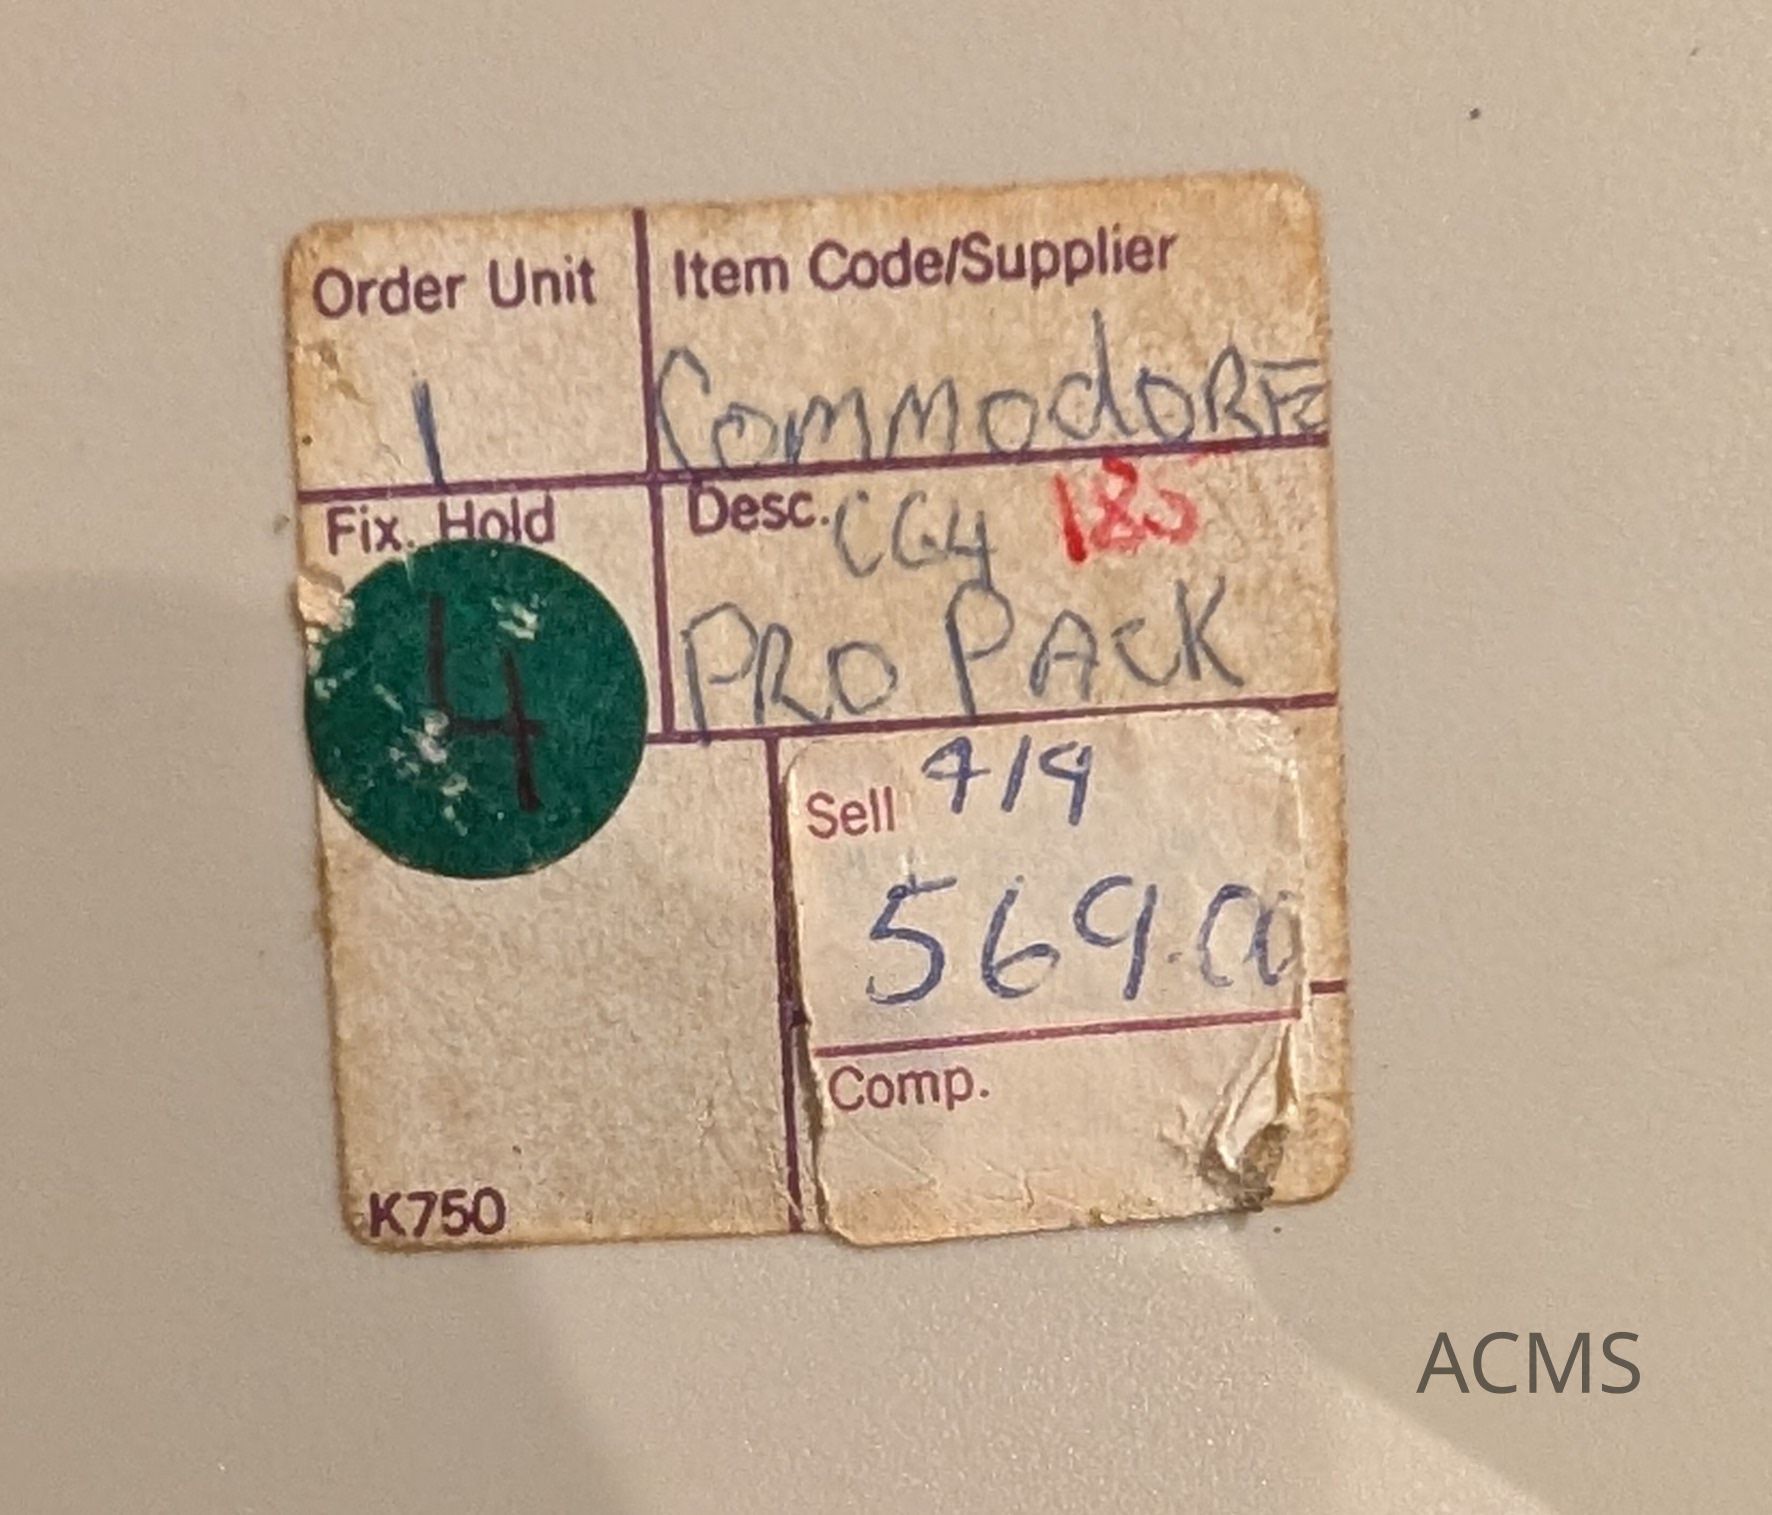 Order Unit
Item Code/Supplier
1
CommodoRE
Fix. Hold
Desc. C64 185
PRO PACK
4
Sell 4/9
569.00
Comp.
K750
ACMS